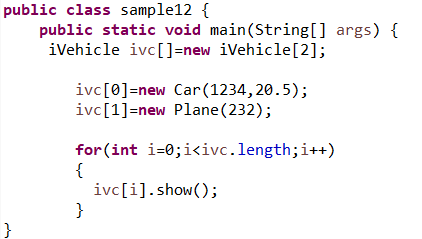 public class sample12 {
    public static void main(String[] args) {
     iVehicle ivc[]=new iVehicle[2];

        ivc[0]=new Car(1234,20.5);
        ivc[1]=new Plane(232);

        for(int i=0;i<ivc.length;i++)
        {
          ivc[i].show();
        }
}